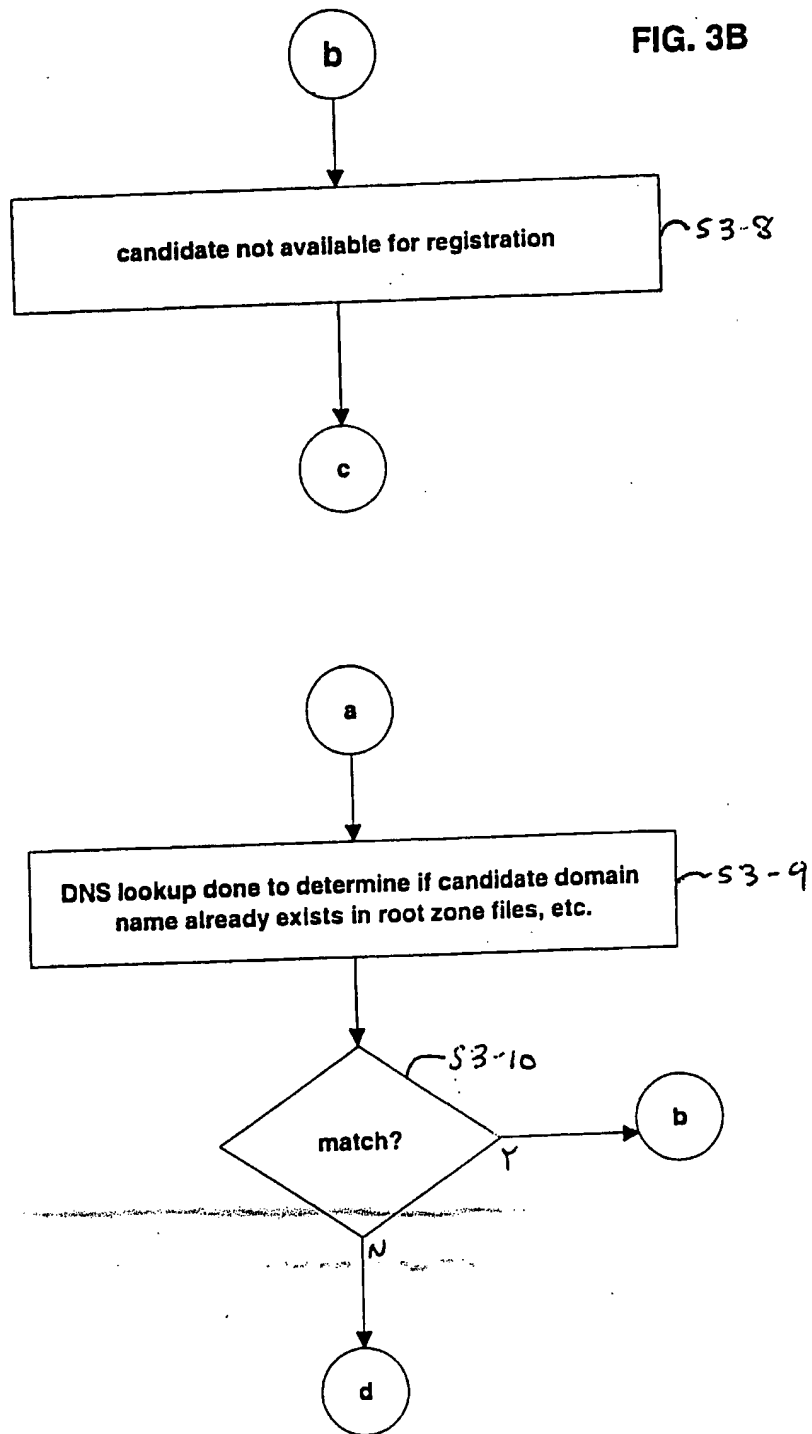 FIG. 3B
b
candidate not available for registration
S3-8
c
a
DNS lookup done to determine if candidate domain
name already exists in root zone files, etc.
S3-9
S3-10
match?
Y
b
N
d